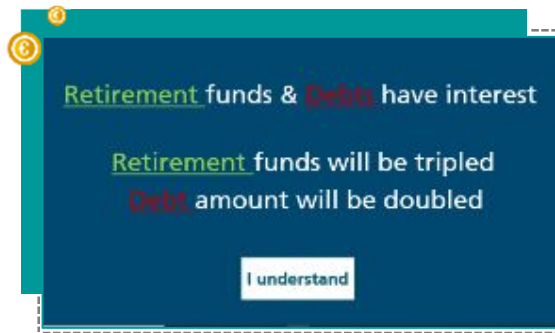 Retirement funds & Debts have interest
Retirement funds will be tripled
Debt amount will be doubled
I understand